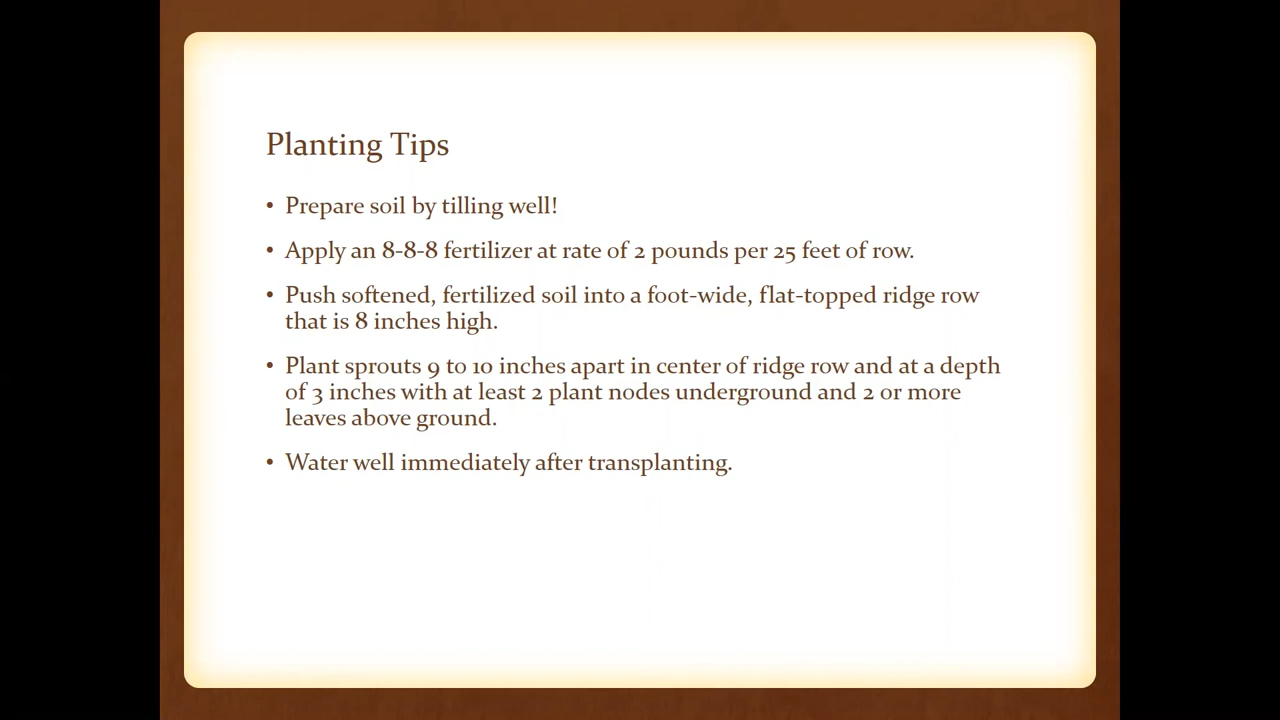 Planting Tips
• Prepare soil by tilling well!
• Apply an 8-8-8 fertilizer at rate of 2 pounds per 25 feet of row.
• Push softened, fertilized soil into a foot-wide, flat-topped ridge row
that is 8 inches high.
• Plant sprouts 9 to 10 inches apart in center of ridge row and at a depth
of 3 inches with at least 2 plant nodes underground and 2 or more
leaves above ground.
• Water well immediately after transplanting.